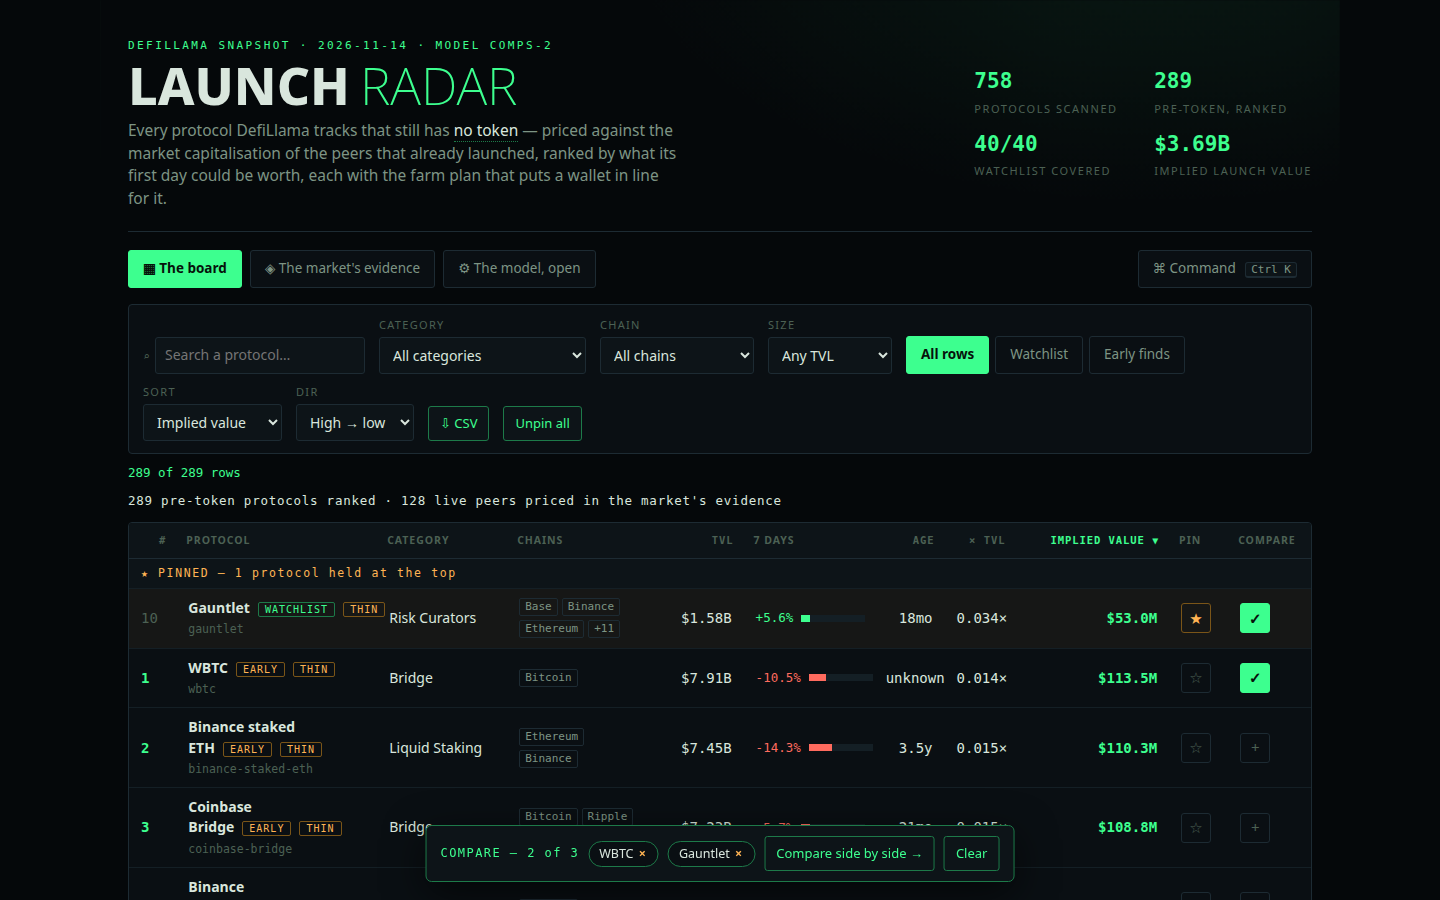 DEFILLAMA SNAPSHOT · 2026-11-14 · MODEL COMPS-2
LAUNCH RADAR
Every protocol DefiLlama tracks that still has no token — priced against the
market capitalisation of the peers that already launched, ranked by what its
first day could be worth, each with the farm plan that puts a wallet in line
for it.
758
PROTOCOLS SCANNED
289
PRE-TOKEN, RANKED
40/40
WATCHLIST COVERED
$3.69B
IMPLIED LAUNCH VALUE
▦ The board
◈ The market's evidence
⚙ The model, open
⌘ Command Ctrl K
⌕ Search a protocol...
CATEGORY
All categories
CHAIN
All chains
SIZE
Any TVL
All rows
Watchlist
Early finds
SORT
Implied value
DIR
High → low
⇩ CSV
Unpin all
289 of 289 rows
289 pre-token protocols ranked · 128 live peers priced in the market's evidence
# PROTOCOL CATEGORY CHAINS TVL 7 DAYS AGE × TVL IMPLIED VALUE ▼ PIN COMPARE
★ PINNED — 1 protocol held at the top
10 Gauntlet WATCHLIST THIN Risk Curators Base Binance $1.58B +5.6% 18mo 0.034× $53.0M ★ ✓
gauntlet Ethereum +11
1 WBTC EARLY THIN Bridge Bitcoin $7.91B -10.5% unknown 0.014× $113.5M ☆ ✓
wbtc
Binance staked
ETH EARLY THIN
2 Liquid Staking Ethereum Binance $7.45B -14.3% 3.5y 0.015× $110.3M ☆ +
binance-staked-eth
Coinbase
Bridge EARLY THIN
3 Bridge Bitcoin Ripple $108.8M ☆ +
coinbase-bridge
COMPARE — 2 of 3 WBTC × Gauntlet × Compare side by side → Clear
Binance